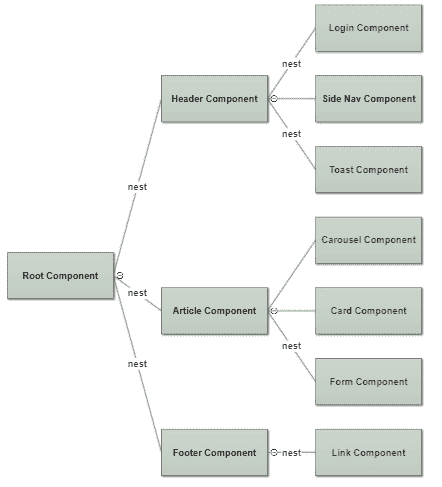 Login Component
nest
Header Component
Side Nav Component
nest
Toast Component
nest
Carousel Component
Root Component
nest
Article Component
Card Component
nest
nest
Form Component
Footer Component
nest
Link Component